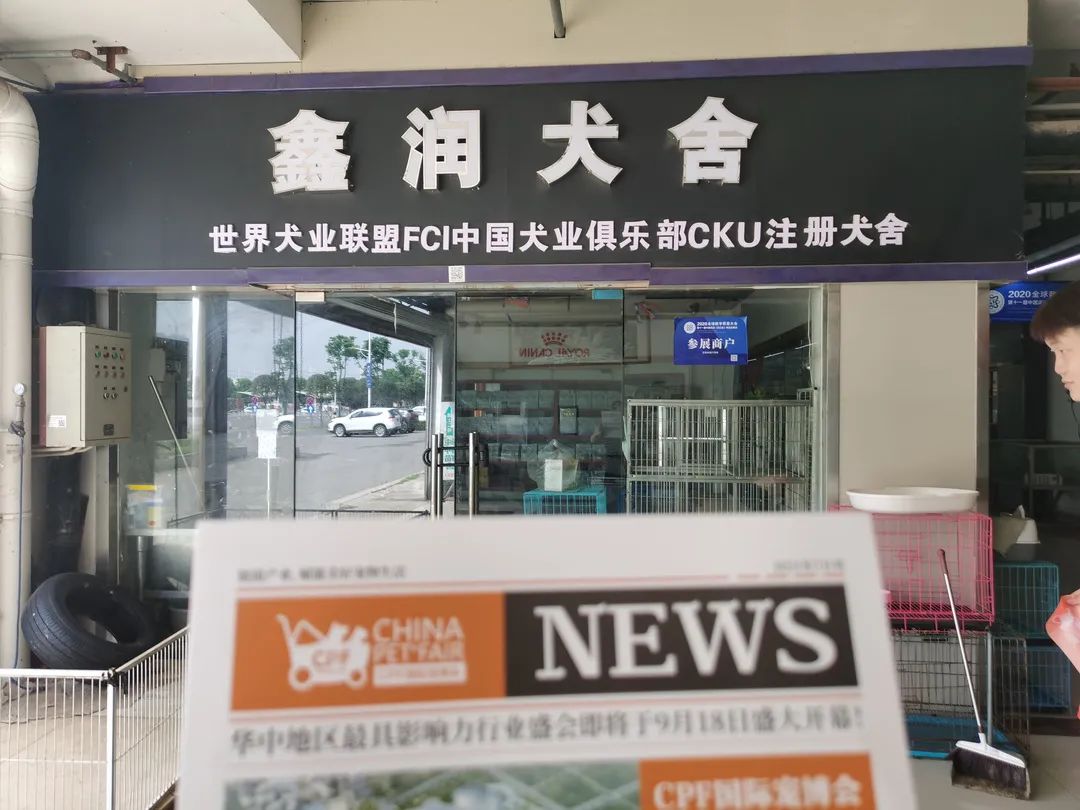 鑫润犬舍
世界犬业联盟FCI中国犬业俱乐部CKU注册犬舍
ROYAL CANIN
参展商户
CHINA
PET FAIR
CPF
NEWS
华中地区最具影响力行业盛会即将于9月18日盛大开幕!
CPF国际宠博会